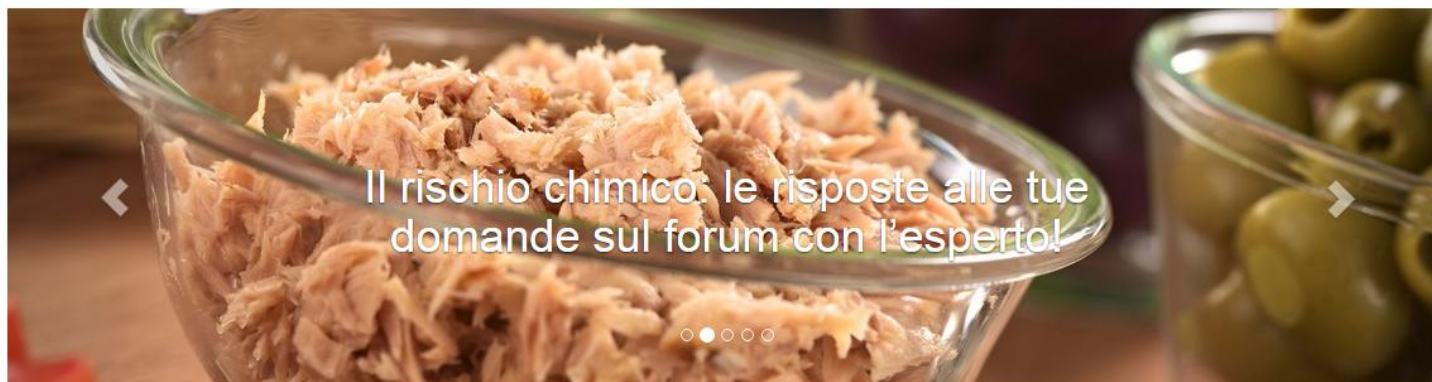 Il rischio chimico: le risposte alle tue
domande sul forum con l’esperto!